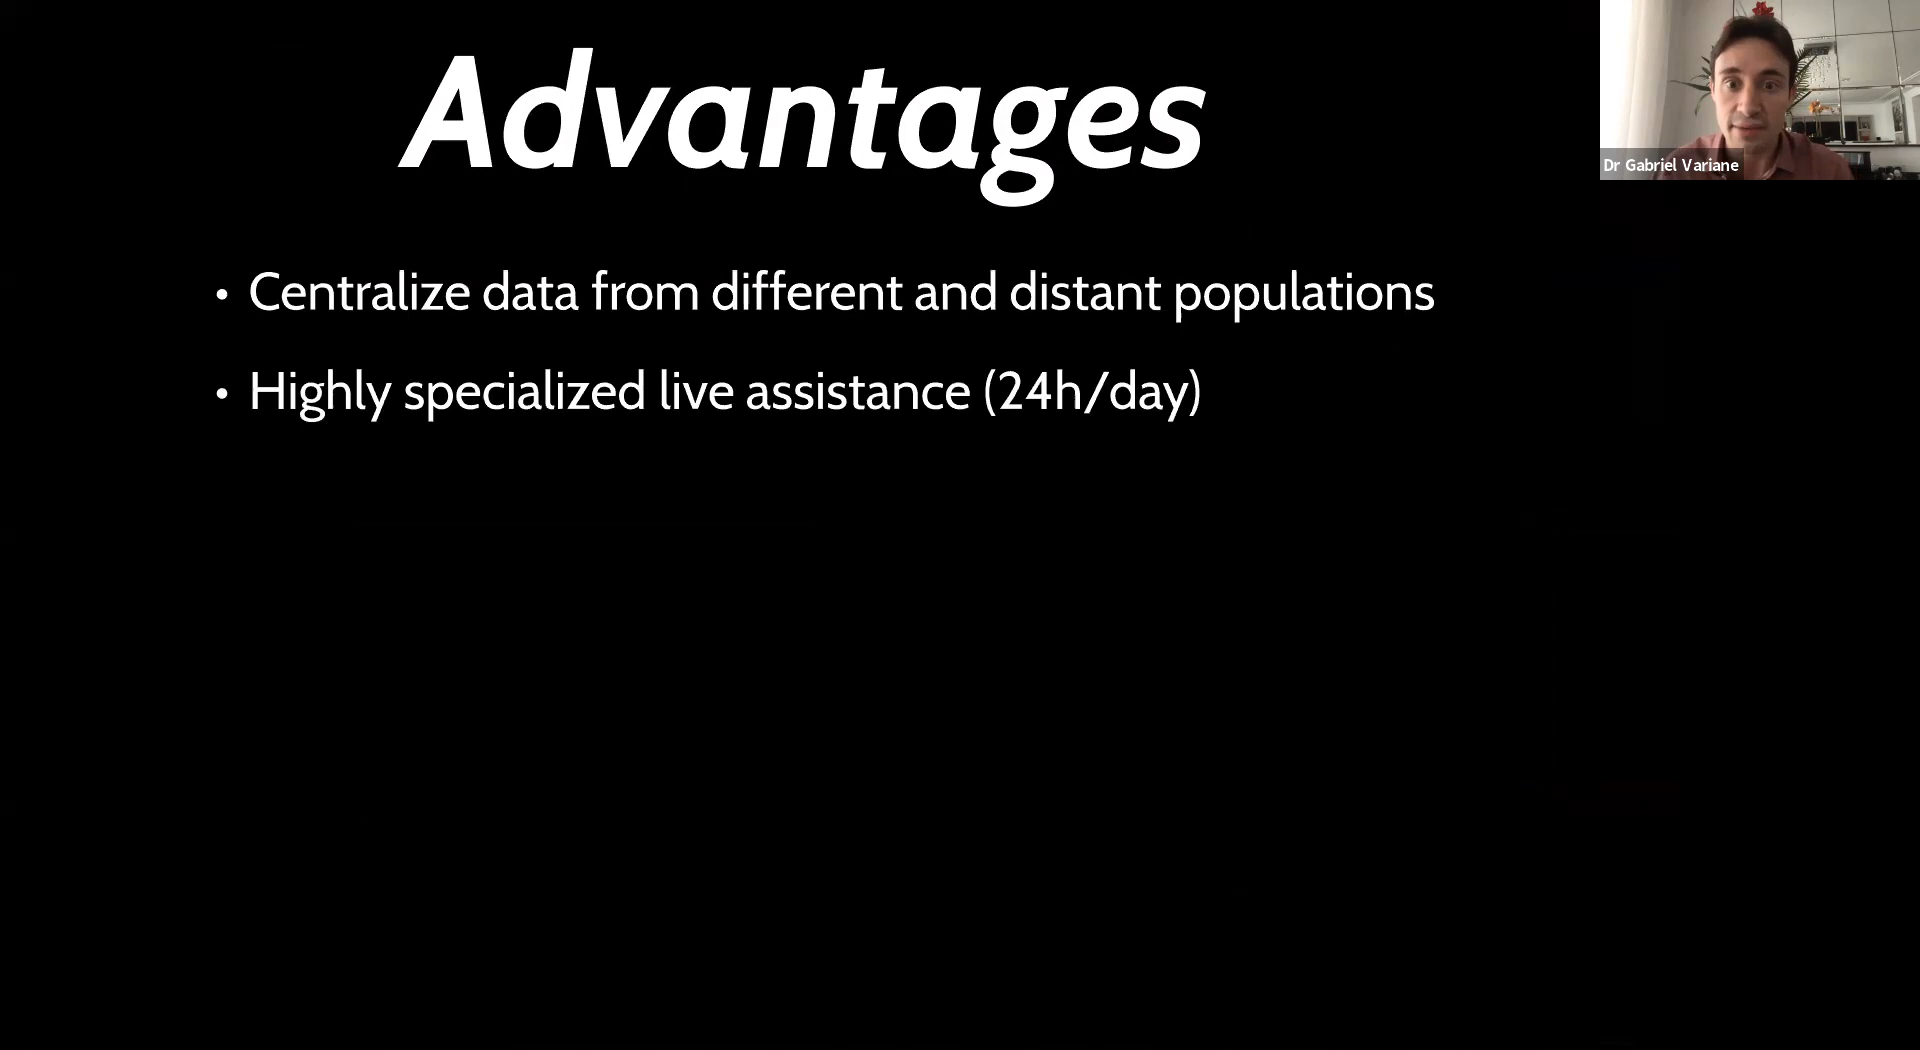 Advantages
Dr Gabriel Variane
• Centralize data from different and distant populations
• Highly specialized live assistance (24h/day)